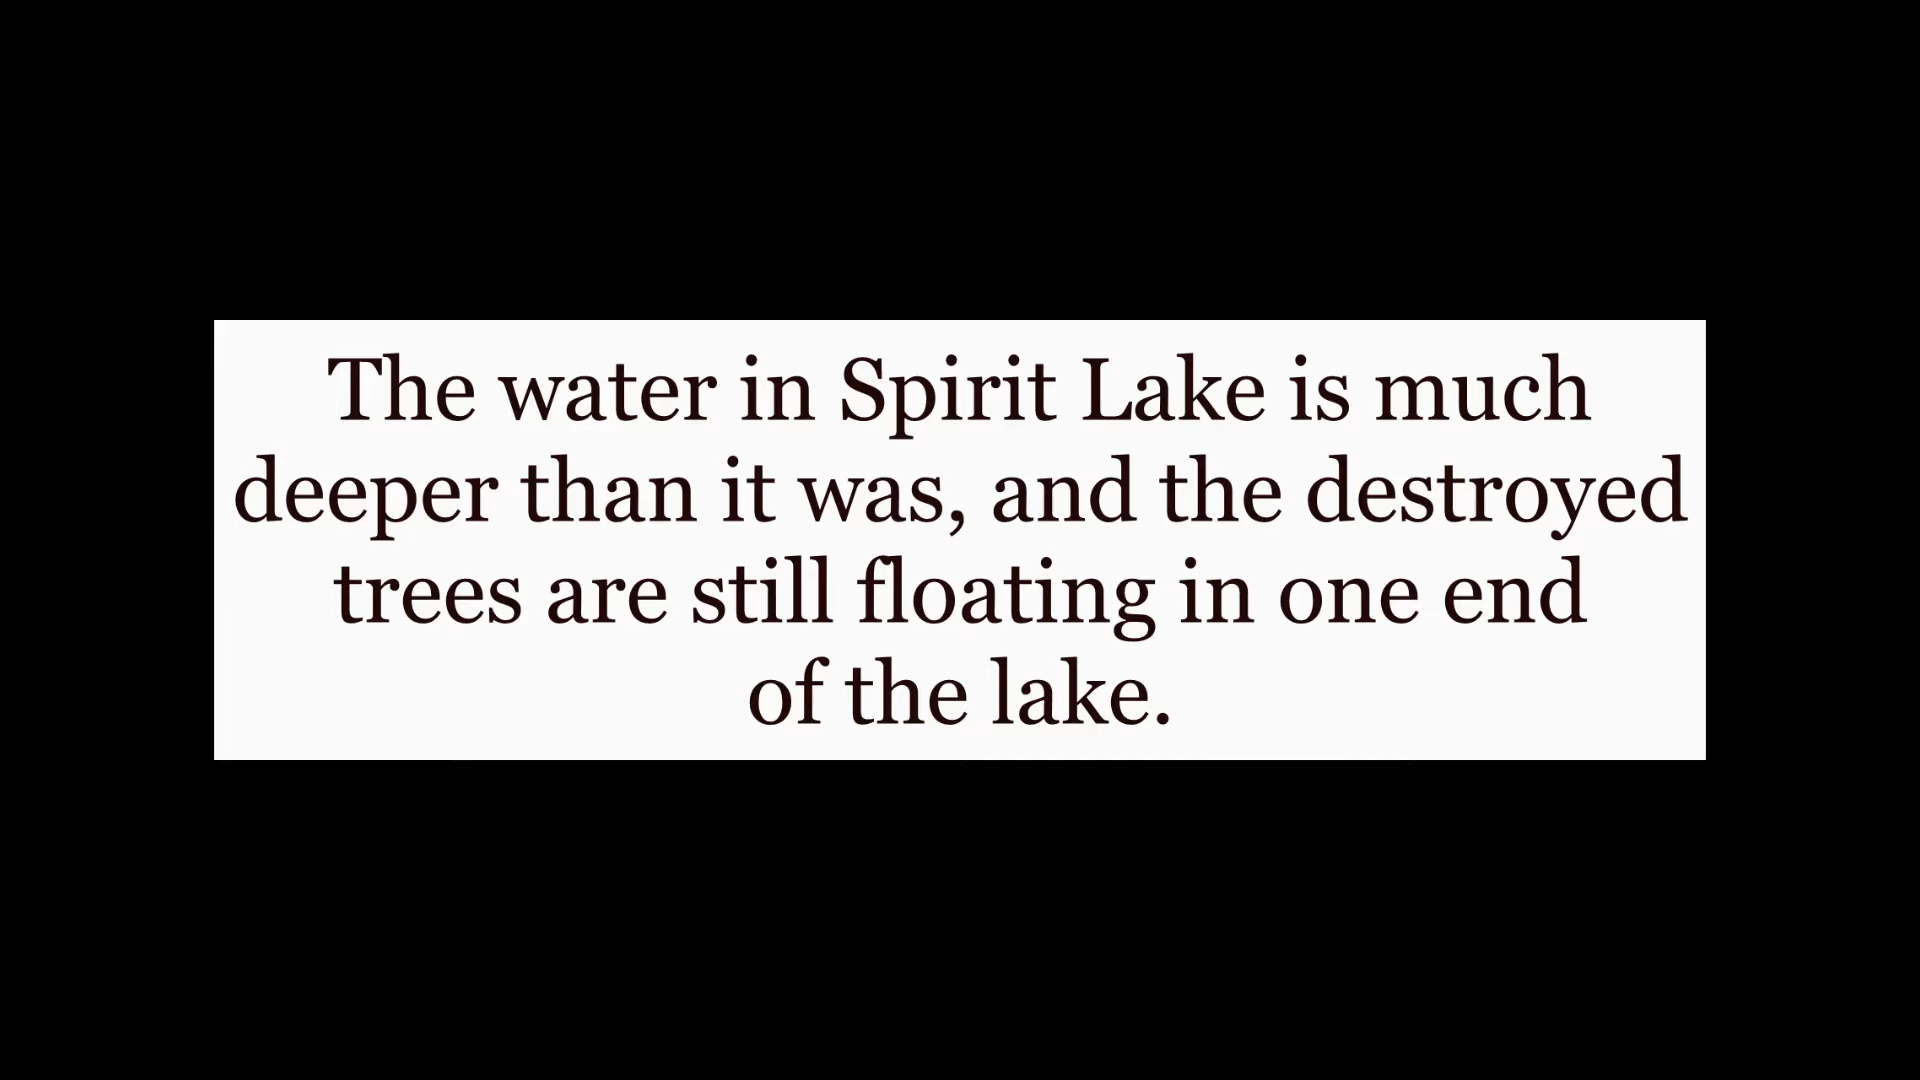 The water in Spirit Lake is much
deeper than it was, and the destroyed
trees are still floating in one end
of the lake.